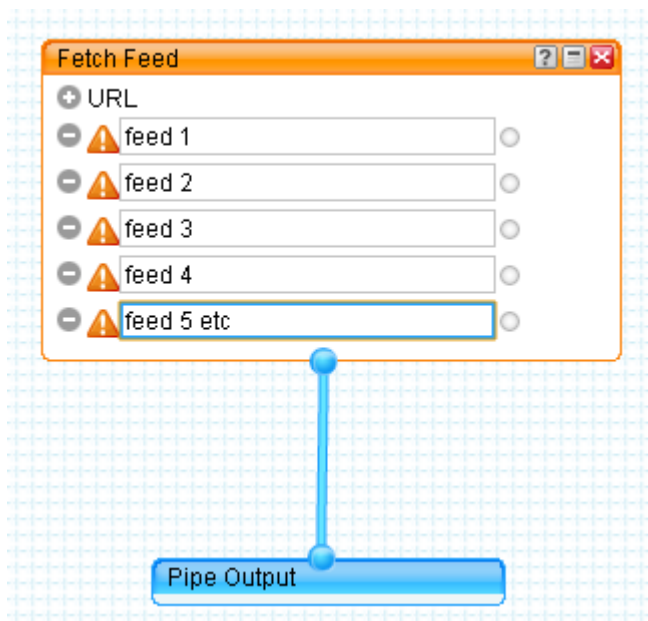 Fetch Feed
URL
feed 1
feed 2
feed 3
feed 4
feed 5 etc
Pipe Output